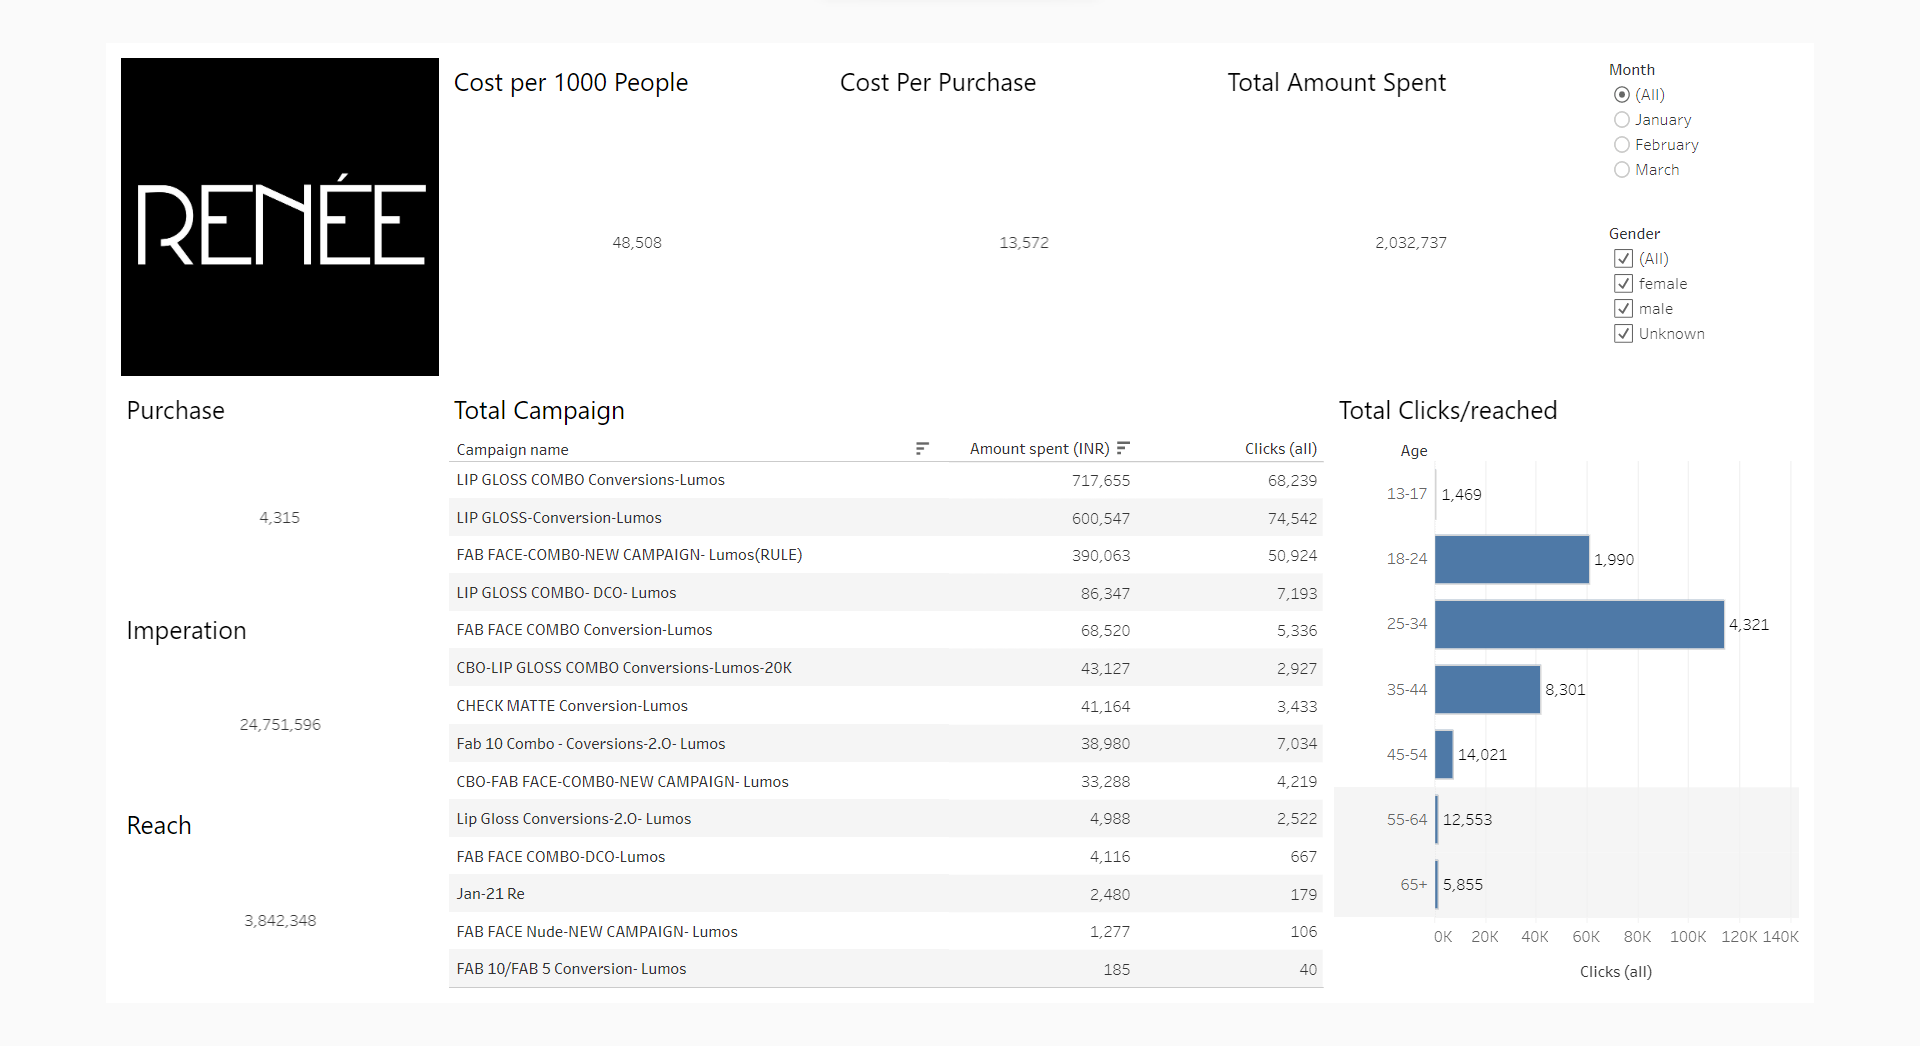 RENÉE
Cost per 1000 People
48,508
Cost Per Purchase
13,572
Total Amount Spent
2,032,737
Month
(All)
January
February
March
Gender
(All)
female
male
Unknown
Purchase
4,315
Imperation
24,751,596
Reach
3,842,348
Total Campaign
Campaign name Amount spent (INR) Clicks (all)
LIP GLOSS COMBO Conversions-Lumos 717,655 68,239
LIP GLOSS-Conversion-Lumos 600,547 74,542
FAB FACE-COMB0-NEW CAMPAIGN- Lumos(RULE) 390,063 50,924
LIP GLOSS COMBO- DCO- Lumos 86,347 7,193
FAB FACE COMBO Conversion-Lumos 68,520 5,336
CBO-LIP GLOSS COMBO Conversions-Lumos-20K 43,127 2,927
CHECK MATTE Conversion-Lumos 41,164 3,433
Fab 10 Combo - Coversions-2.O- Lumos 38,980 7,034
CBO-FAB FACE-COMB0-NEW CAMPAIGN- Lumos 33,288 4,219
Lip Gloss Conversions-2.O- Lumos 4,988 2,522
FAB FACE COMBO-DCO-Lumos 4,116 667
Jan-21 Re 2,480 179
FAB FACE Nude-NEW CAMPAIGN- Lumos 1,277 106
FAB 10/FAB 5 Conversion- Lumos 185 40
Total Clicks/reached
Age
13-17 1,469
18-24 1,990
25-34 4,321
35-44 8,301
45-54 14,021
55-64 12,553
65+ 5,855
0K 20K 40K 60K 80K 100K 120K 140K
Clicks (all)